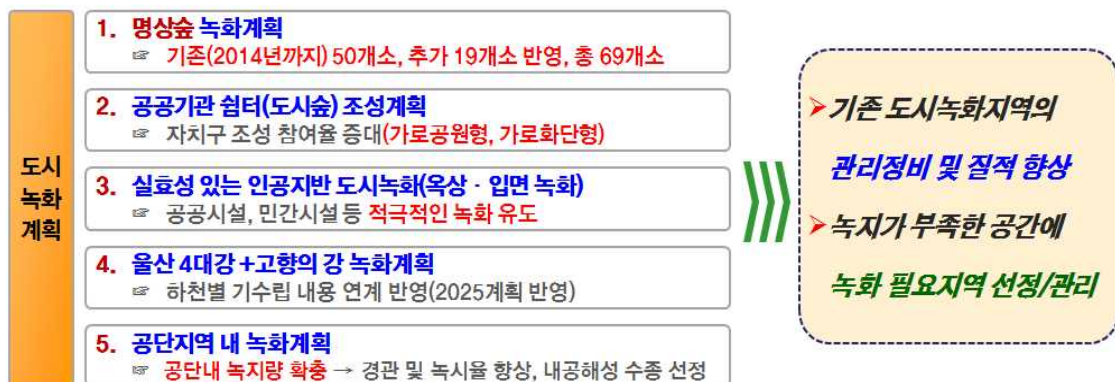 도시
녹화
계획
1. 명상숲 녹화계획
☞ 기존(2014년까지) 50개소, 추가 19개소 반영, 총 69개소
2. 공공기관 쉼터(도시숲) 조성계획
☞ 자치구 조성 참여율 증대(가로공원형, 가로화단형)
3. 실효성 있는 인공지반 도시녹화(옥상 · 입면 녹화)
☞ 공공시설, 민간시설 등 적극적인 녹화 유도
4. 울산 4대강 +고향의 강 녹화계획
☞ 하천별 기수립 내용 연계 반영(2025계획 반영)
5. 공단지역 내 녹화계획
☞ 공단내 녹지량 확충 → 경관 및 녹시율 향상, 내공해성 수종 선정
➢기존 도시녹화지역의
관리정비 및 질적 향상
➢녹지가 부족한 공간에
녹화 필요지역 선정/관리